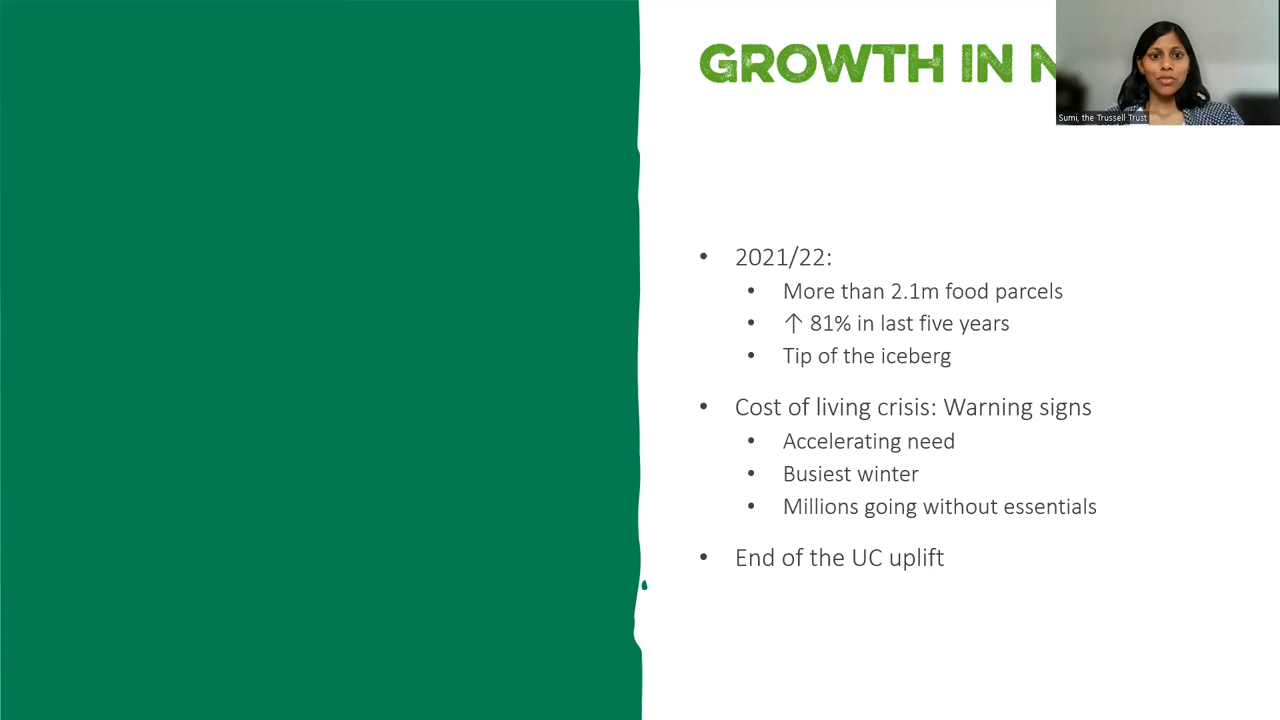 GROWTH IN N
Sumi, the Trussell Trust
• 2021/22:
• More than 2.1m food parcels
• ↑ 81% in last five years
• Tip of the iceberg
• Cost of living crisis: Warning signs
• Accelerating need
• Busiest winter
• Millions going without essentials
• End of the UC uplift